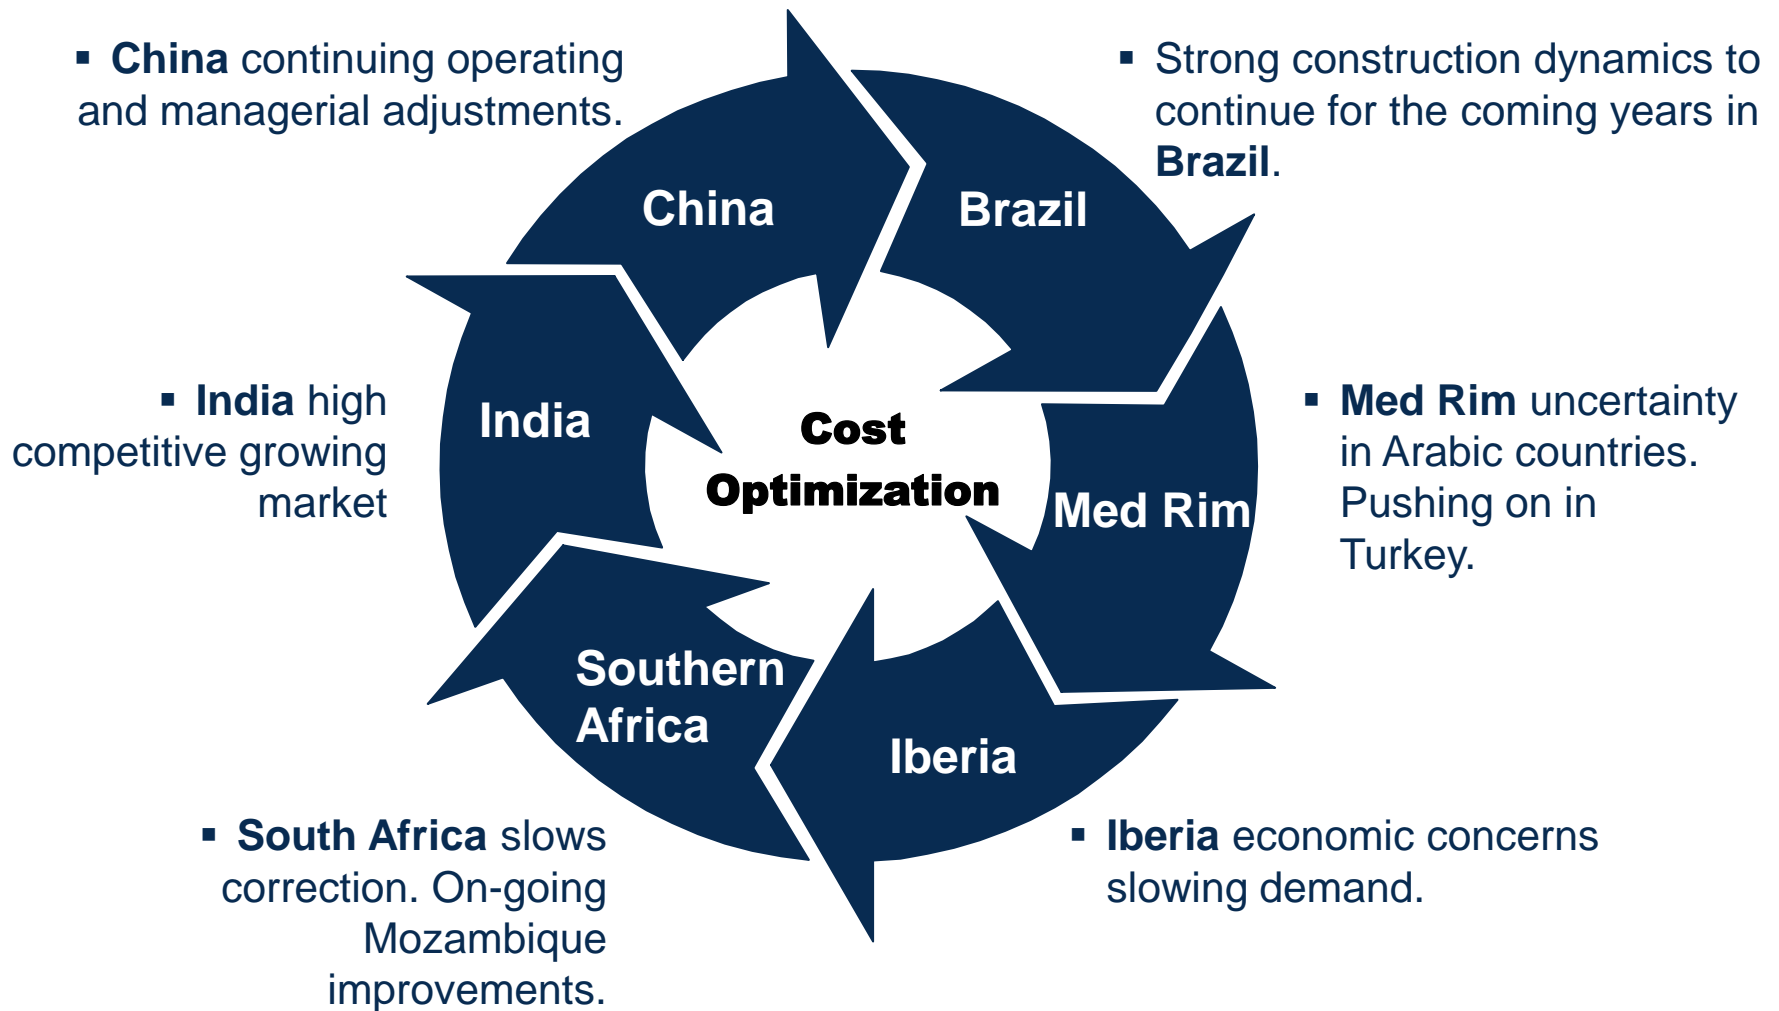 ▪ China continuing operating
and managerial adjustments.
▪ Strong construction dynamics to
continue for the coming years in
Brazil.
China
Brazil
▪ India high
competitive growing
market
India
Cost
Optimization
Med Rim
▪ Med Rim uncertainty
in Arabic countries.
Pushing on in
Turkey.
Southern
Africa
Iberia
▪ South Africa slows
correction. On-going
Mozambique
improvements.
▪ Iberia economic concerns
slowing demand.